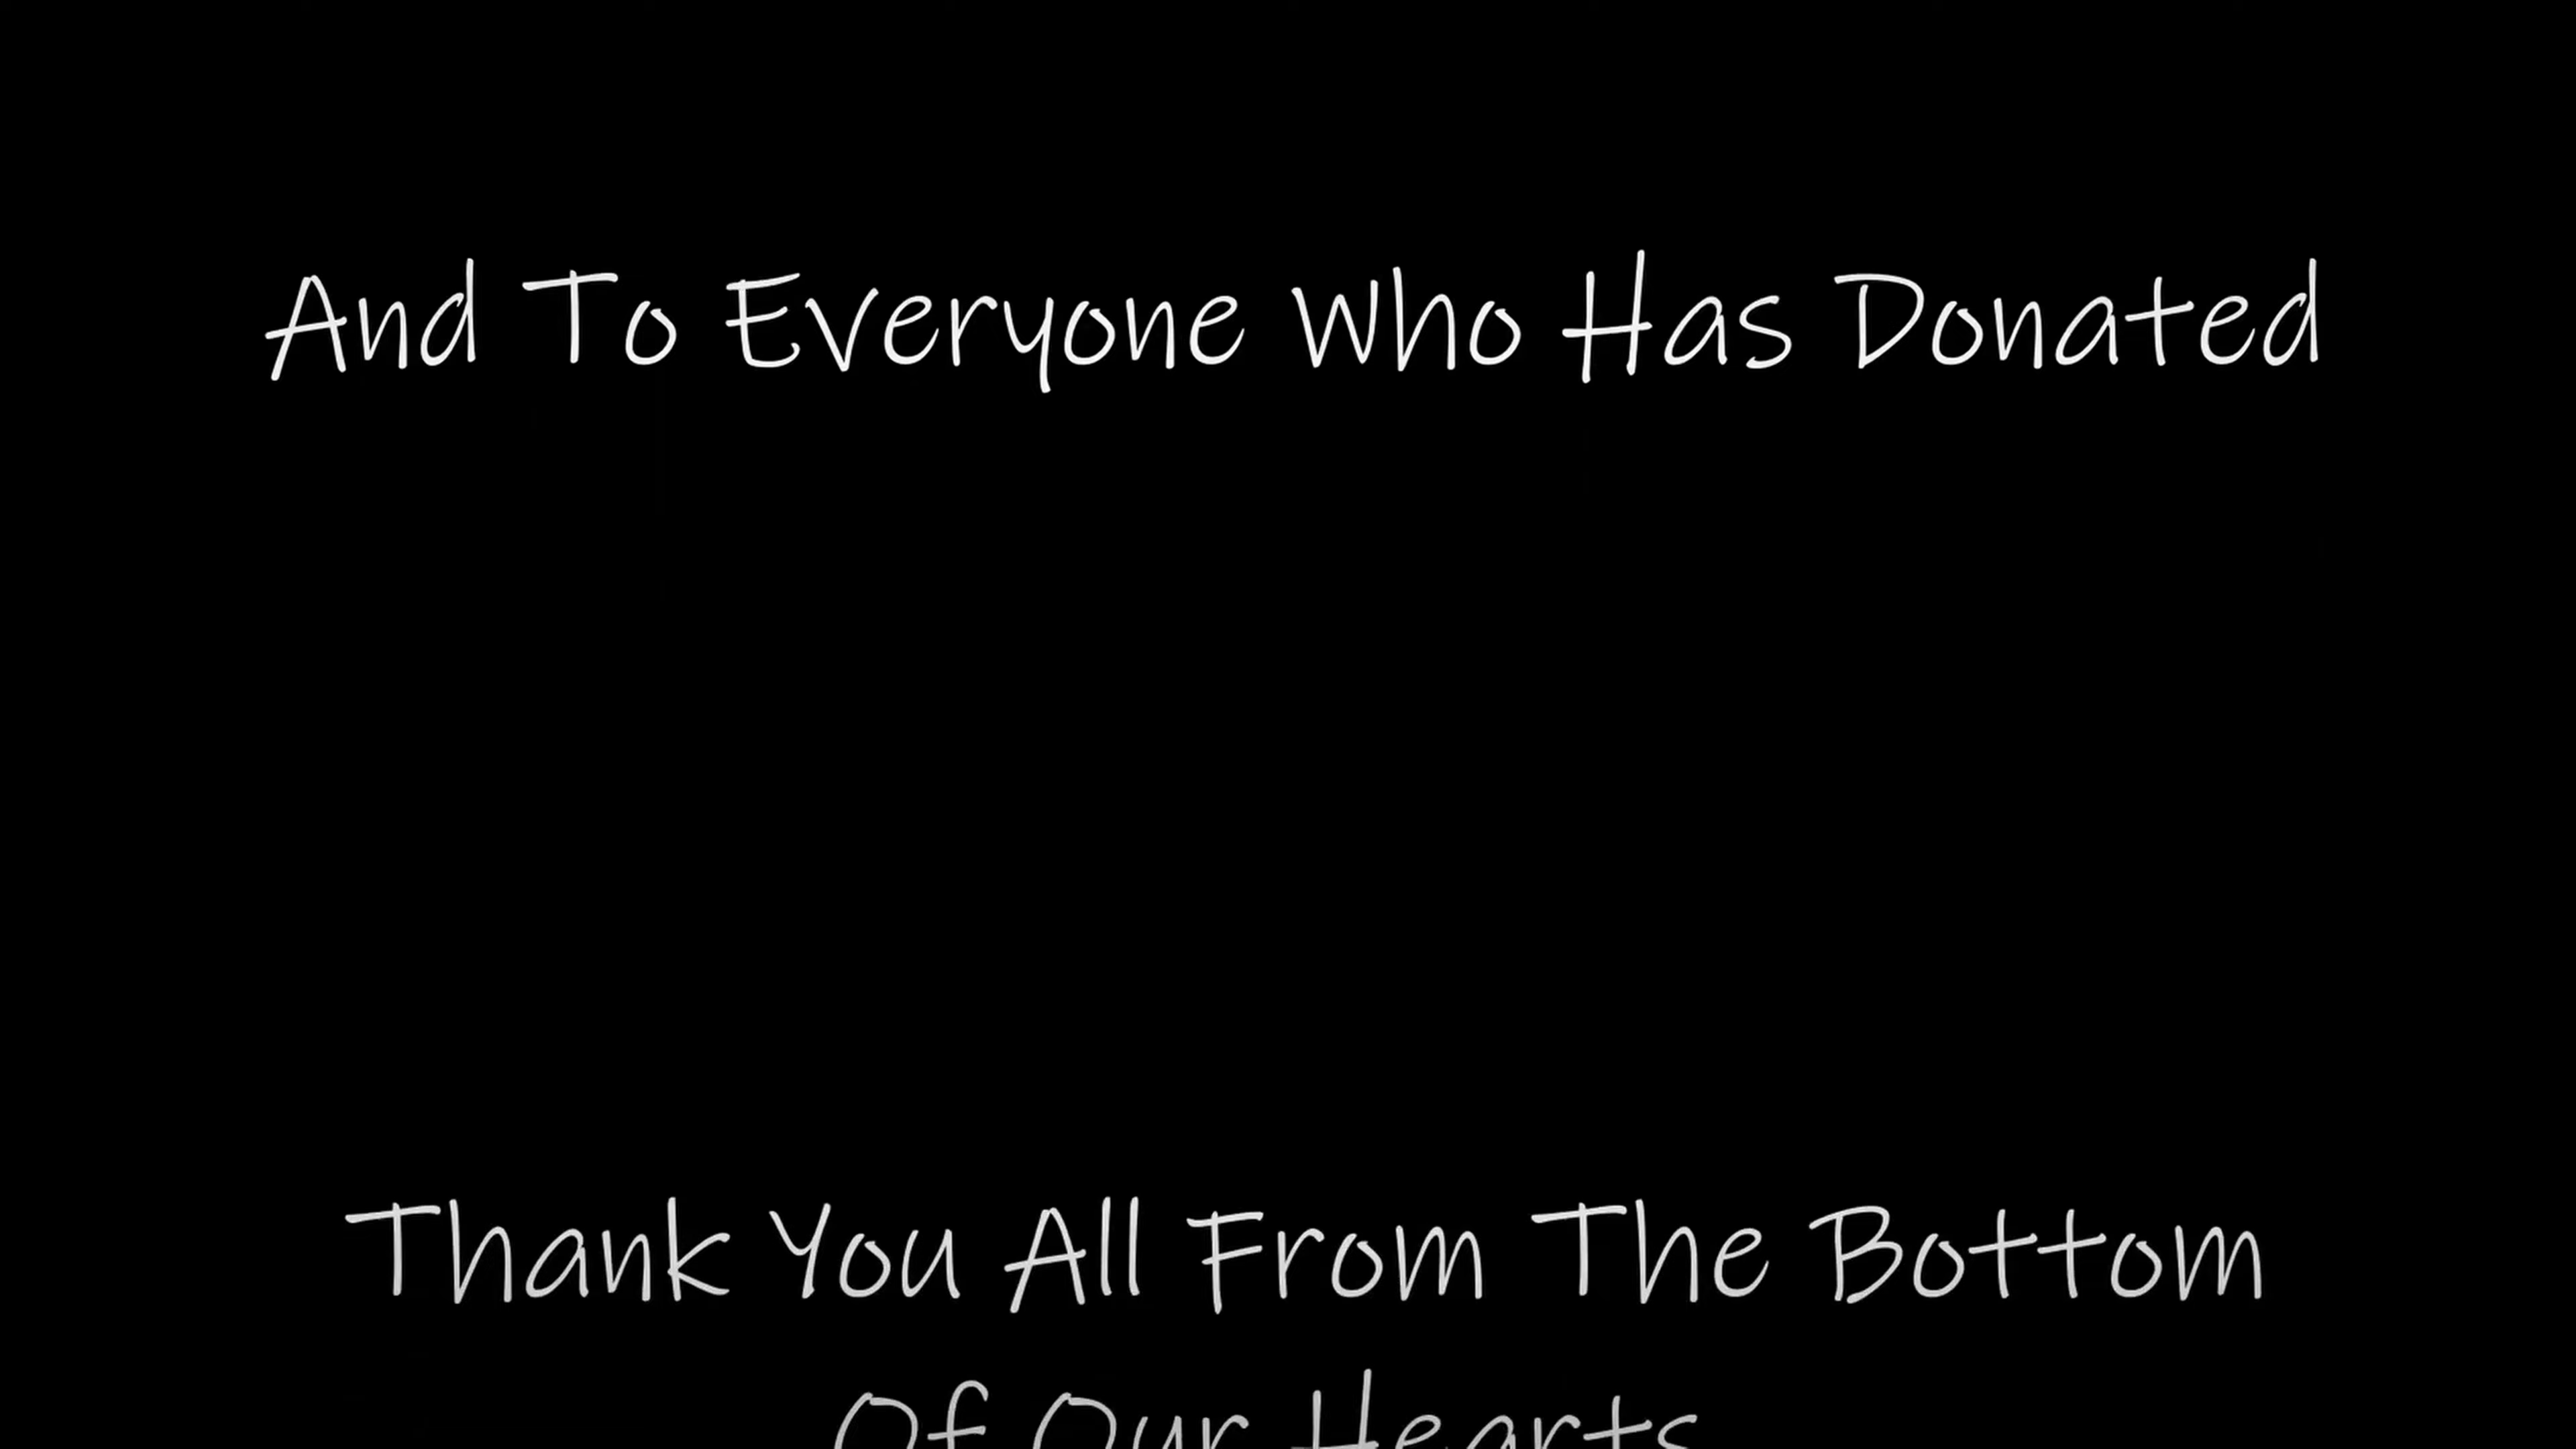 And To Everyone Who Has Donated
Thank You All From The Bottom
Of Our Hearts